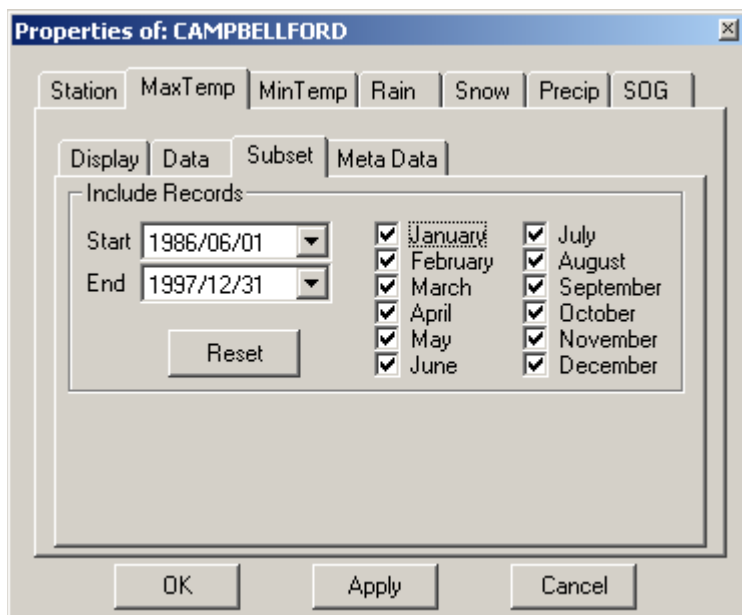 Properties of: CAMPBELLFORD
Station MaxTemp MinTemp Rain Snow Precip SOG
Display Data Subset Meta Data
Include Records
Start 1986/06/01
End 1997/12/31
Reset
January
February
March
April
May
June
July
August
September
October
November
December
OK Apply Cancel